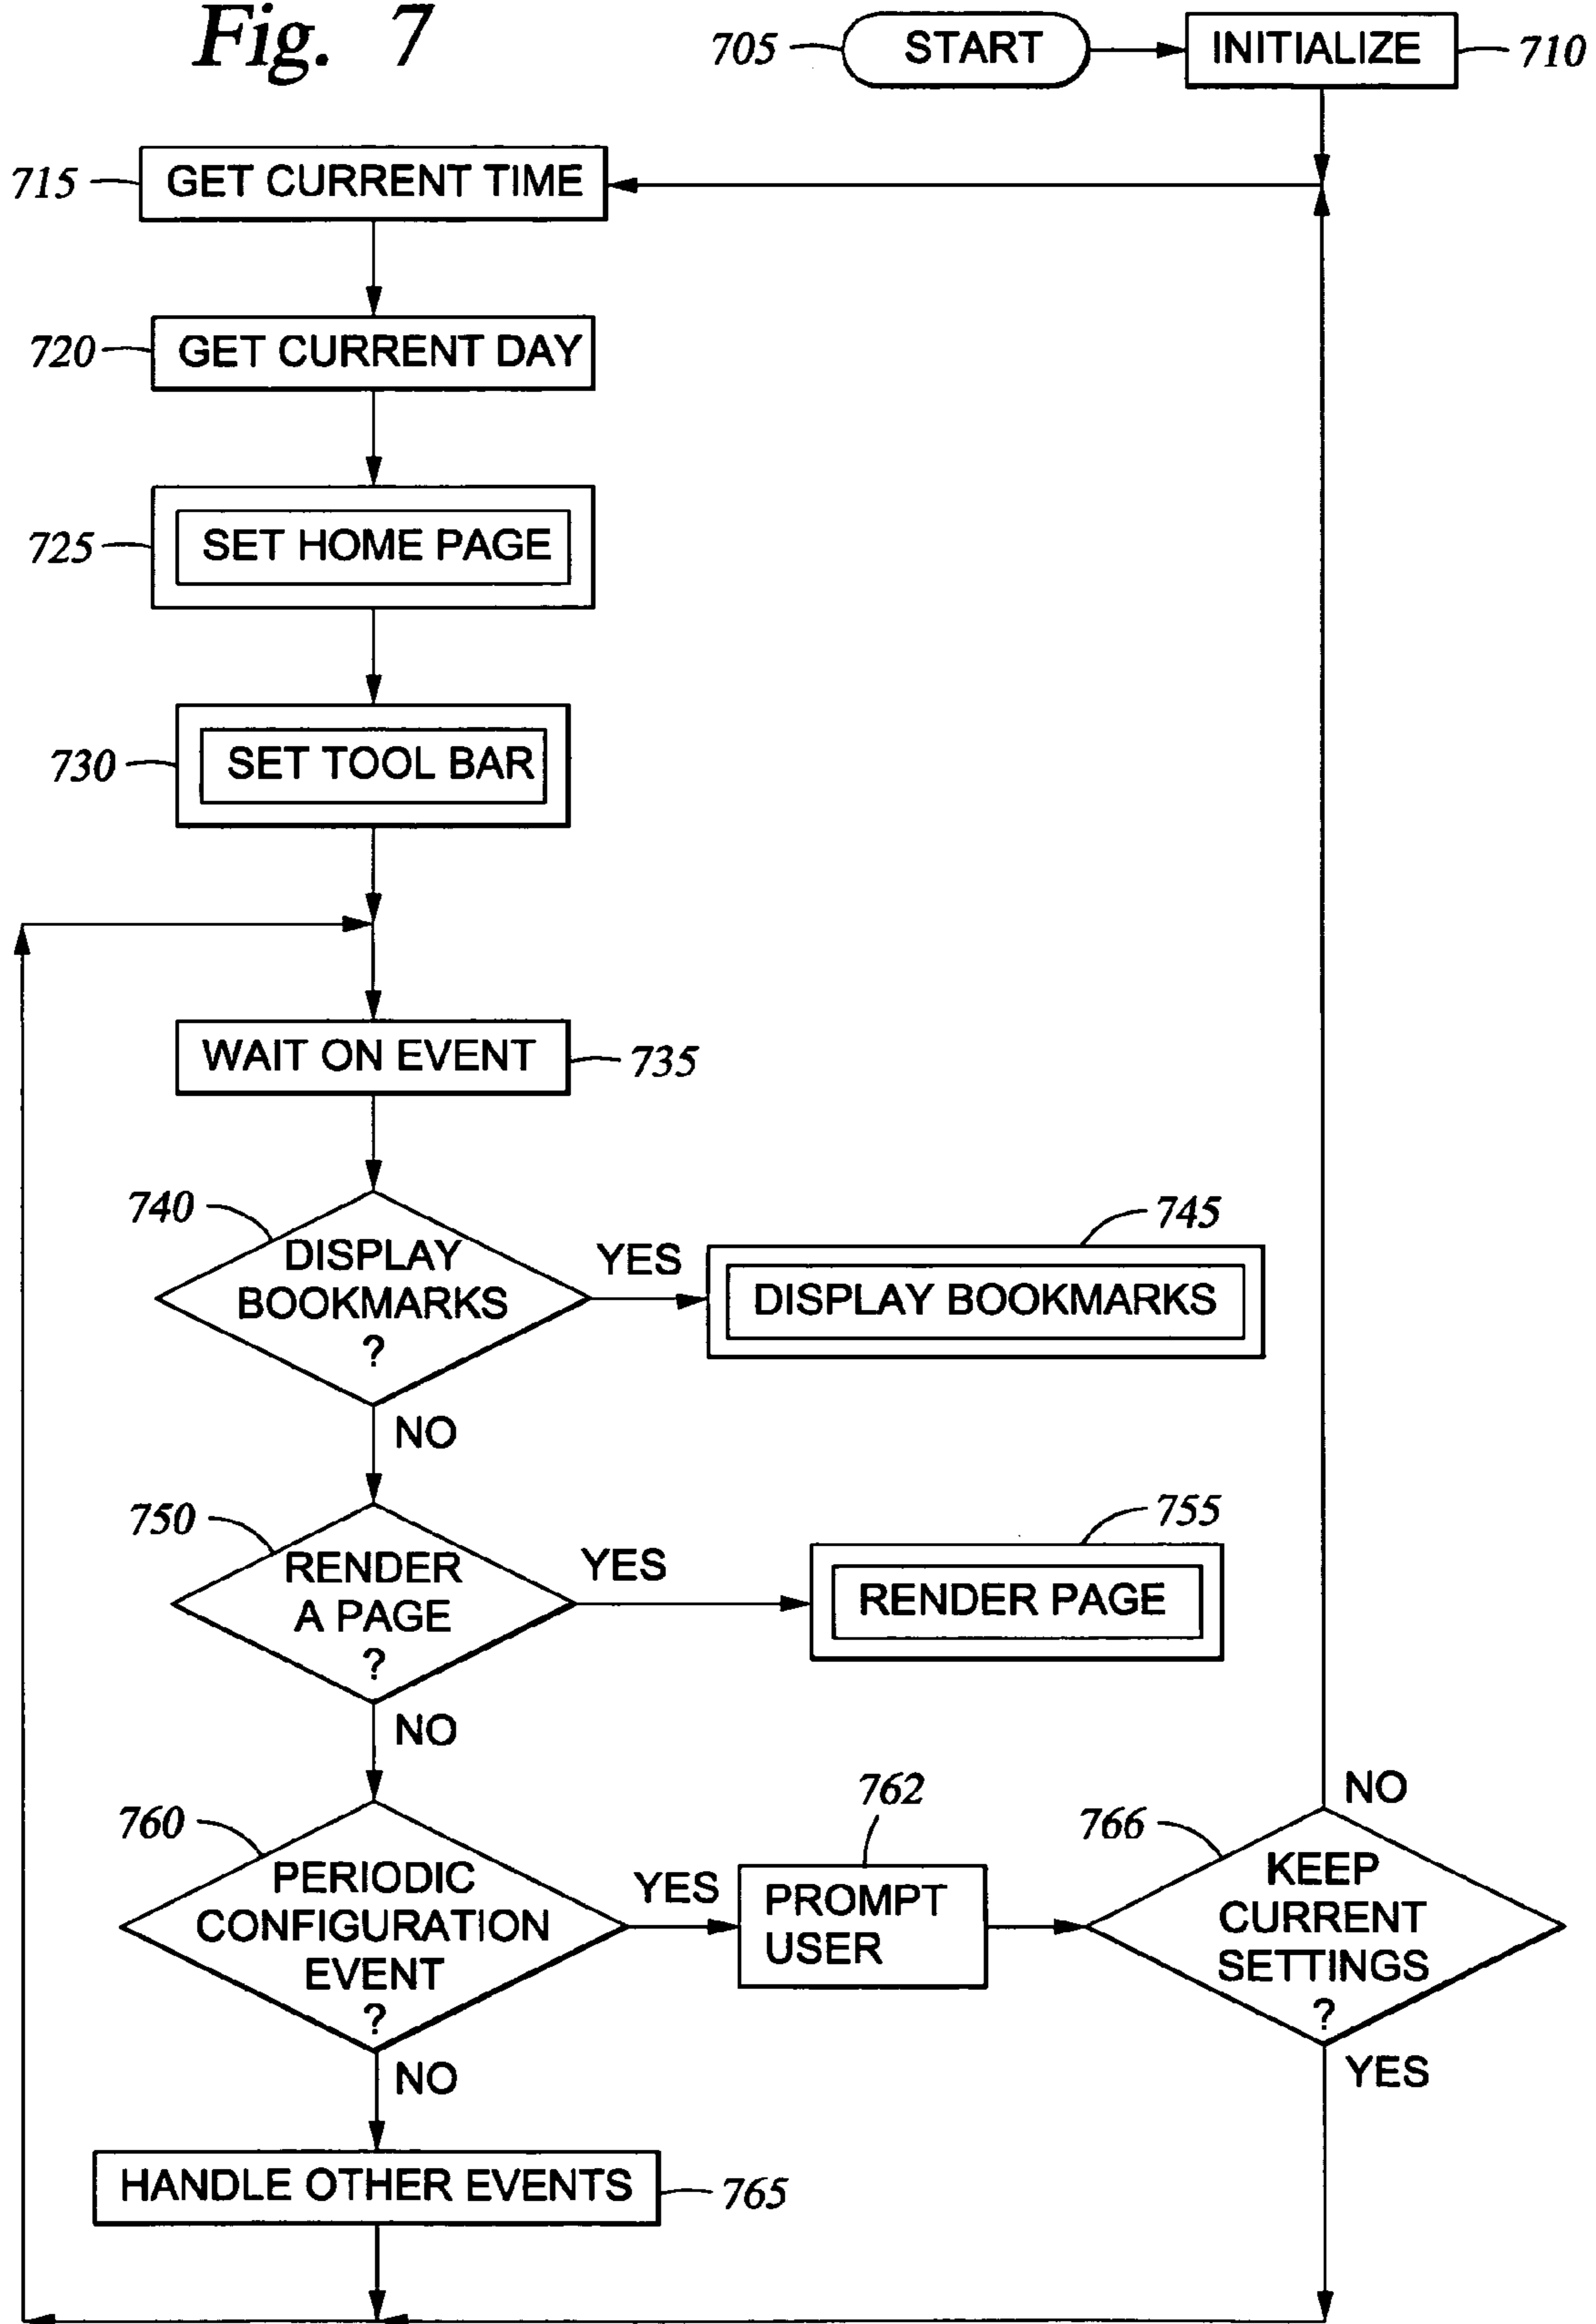 Fig. 7
705 START INITIALIZE 710
715 GET CURRENT TIME
720 GET CURRENT DAY
725 SET HOME PAGE
730 SET TOOL BAR
WAIT ON EVENT 735
740
DISPLAY
BOOKMARKS
?
YES
745
DISPLAY BOOKMARKS
NO
750
RENDER
A PAGE
?
YES
755
RENDER PAGE
NO
760
PERIODIC
CONFIGURATION
EVENT
?
YES
762
PROMPT
USER
766
NO
KEEP
CURRENT
SETTINGS
?
YES
NO
HANDLE OTHER EVENTS 765